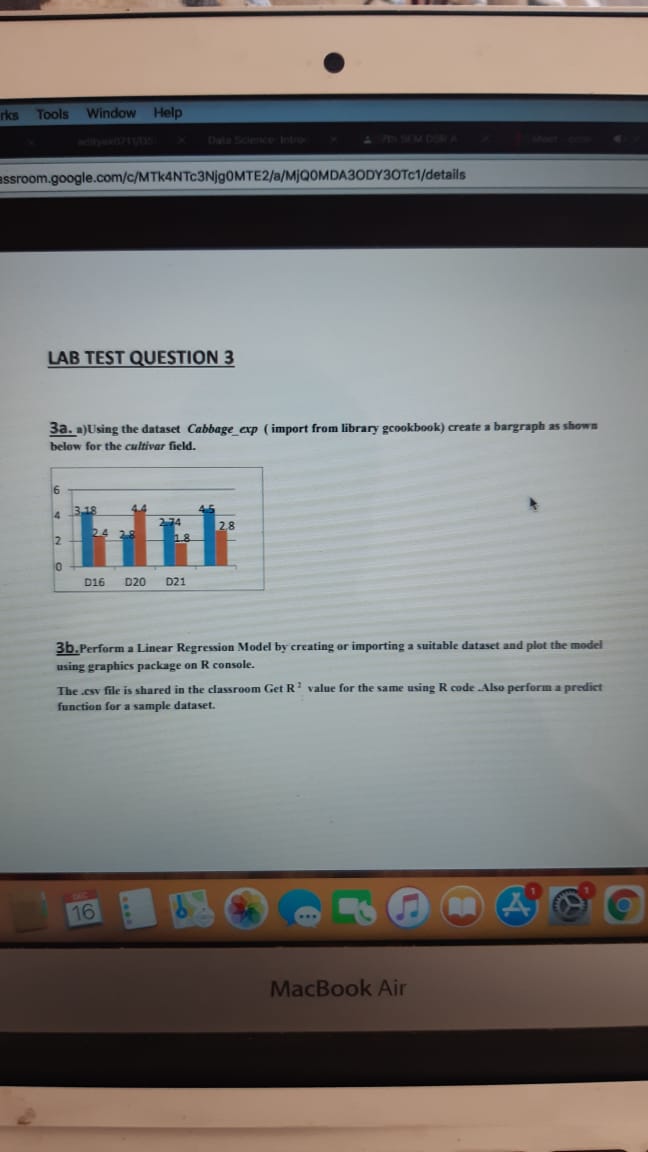 rks Tools Window Help
Data Science: Intro
7th SEM DSR A
assroom.google.com/c/MTk4NTc3Njg0MTE2/a/MjQ0MDA3ODY3OTc1/details
LAB TEST QUESTION 3
3a. a)Using the dataset Cabbage_exp ( import from library gcookbook) create a bargraph as shown
below for the cultivar field.
6
4
2
0
3.18 4.4 4.5
2.4 2.8 2.74 1.8 2.8
D16 D20 D21
3b.Perform a Linear Regression Model by creating or importing a suitable dataset and plot the model
using graphics package on R console.
The .csv file is shared in the classroom Get R² value for the same using R code .Also perform a predict
function for a sample dataset.
DEC
16
1
1
MacBook Air